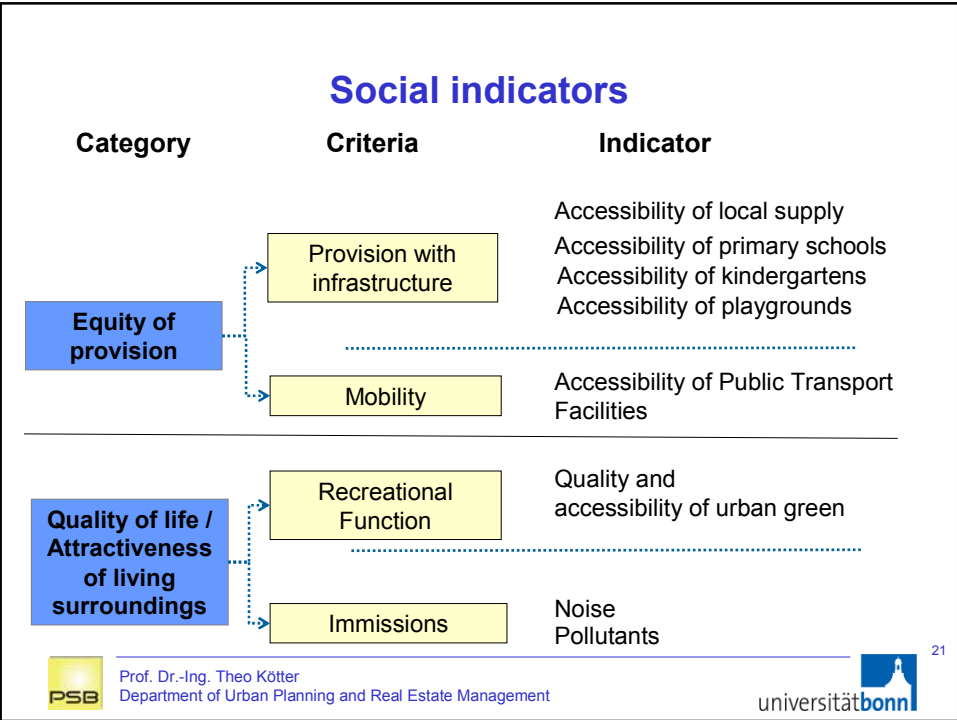 Social indicators
Category Criteria Indicator
Accessibility of local supply
Provision with
infrastructure
Accessibility of primary schools
Accessibility of kindergartens
Accessibility of playgrounds
Equity of
provision
Mobility
Accessibility of Public Transport
Facilities
Recreational
Function
Quality and
accessibility of urban green
Quality of life /
Attractiveness
of living
surroundings
Immissions
Noise
Pollutants
21
PSB
Prof. Dr.-Ing. Theo Kötter
Department of Urban Planning and Real Estate Management
universitätbonn